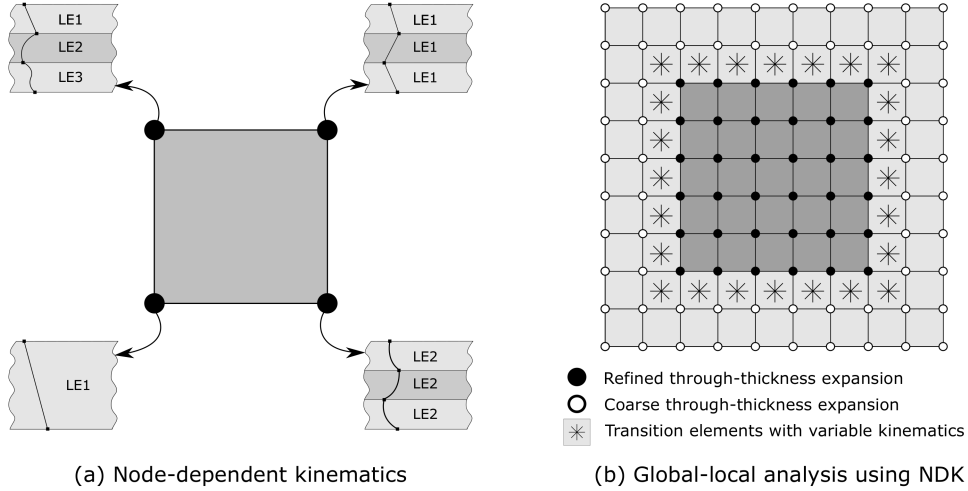 LE1
LE2
LE3
LE1
LE1
LE1
LE1
LE2
LE2
LE2
Refined through-thickness expansion
Coarse through-thickness expansion
Transition elements with variable kinematics
(a) Node-dependent kinematics
(b) Global-local analysis using NDK